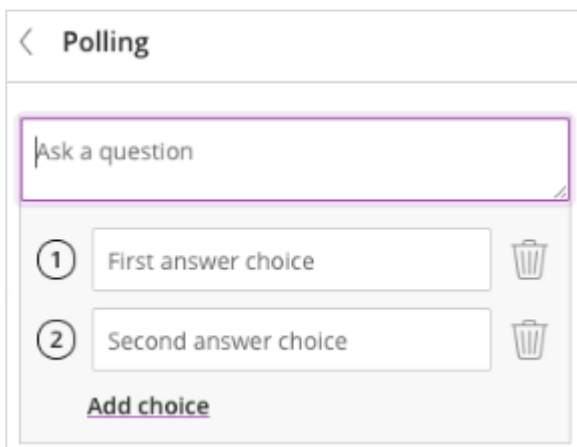 Polling
Ask a question
1 First answer choice
2 Second answer choice
Add choice